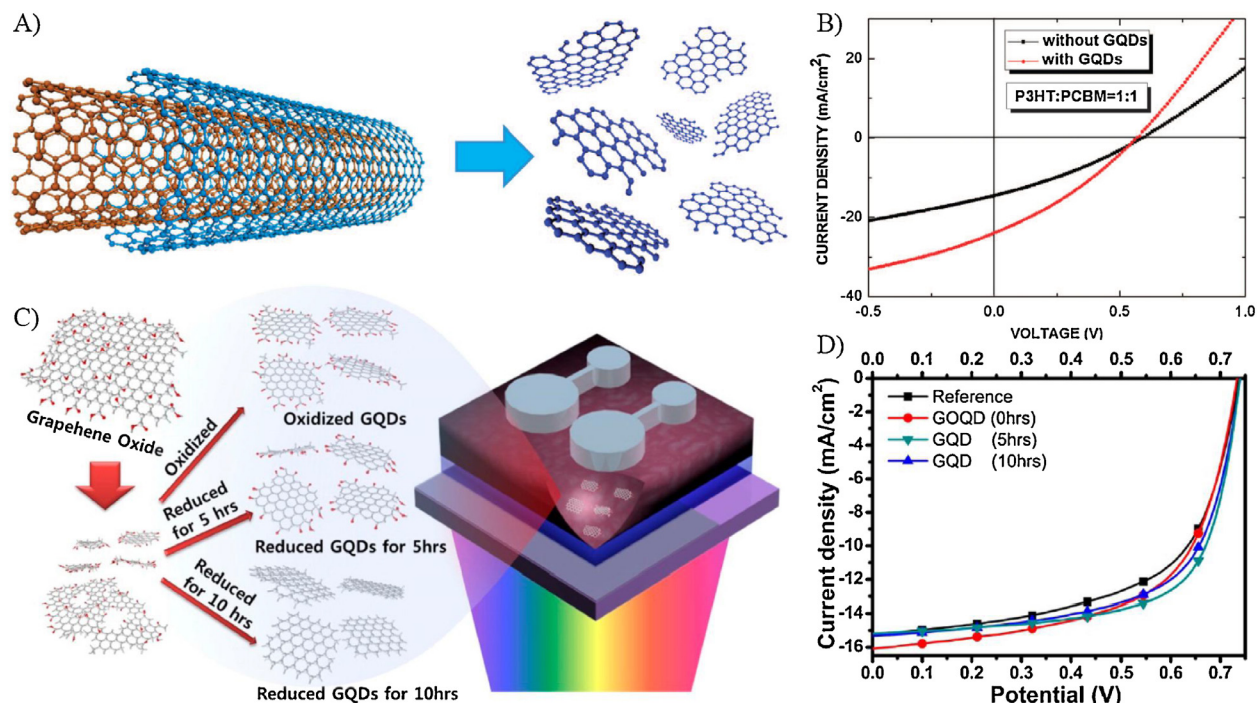 A)
B)
CURRENT DENSITY (mA/cm²)
20
0
-20
-40
without GQDs
with GQDs
P3HT:PCBM=1:1
-0.5
0.0
0.5
1.0
VOLTAGE (V)
C)
Grapehene Oxide
Oxidized
Reduced
for 5 hrs
Reduced
for 10 hrs
Oxidized GQDs
Reduced GQDs for 5hrs
Reduced GQDs for 10hrs
D)
0.0 0.1 0.2 0.3 0.4 0.5 0.6 0.7
Current density (mA/cm²)
0
-2
-4
-6
-8
-10
-12
-14
-16
Reference
GOQD (0hrs)
GQD (5hrs)
GQD (10hrs)
0.0 0.1 0.2 0.3 0.4 0.5 0.6 0.7
Potential (V)